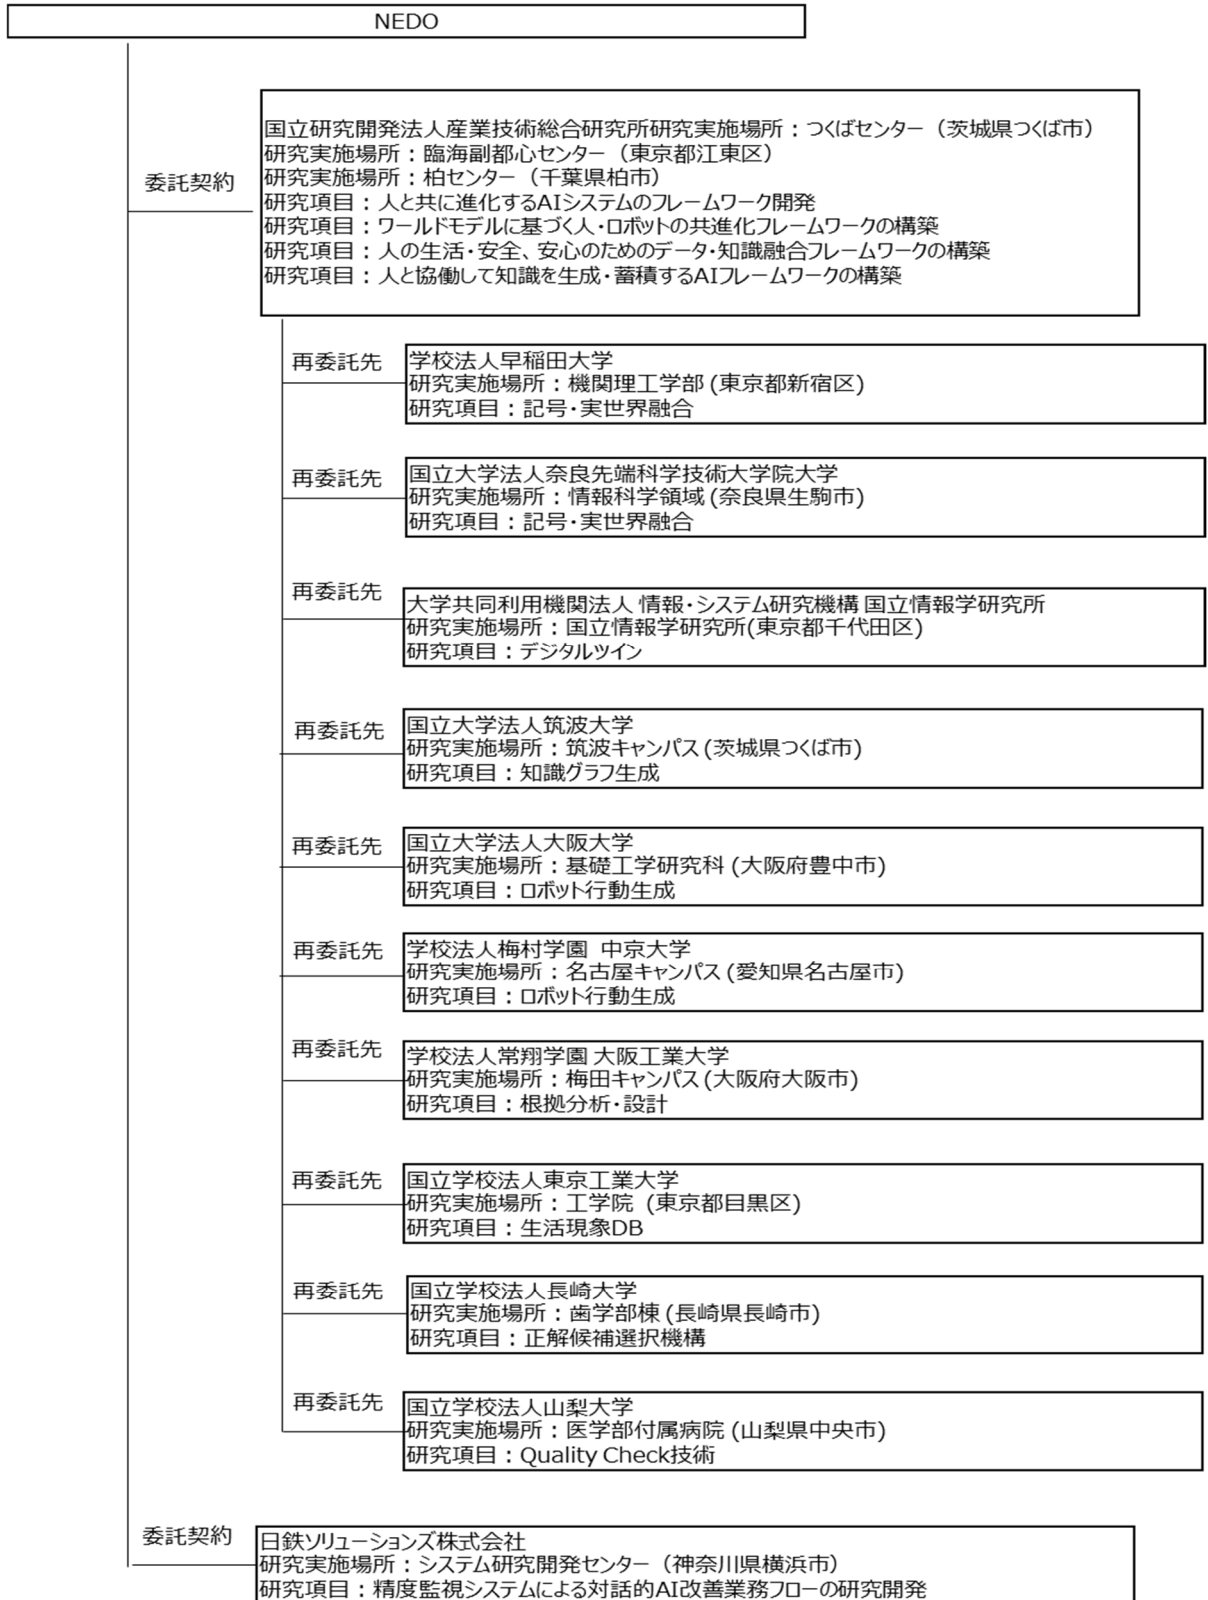 NEDO
委託契約
国立研究開発法人産業技術総合研究所研究実施場所：つくばセンター（茨城県つくば市）
研究実施場所：臨海副都心センター（東京都江東区）
研究実施場所：柏センター（千葉県柏市）
研究項目：人と共に進化するAIシステムのフレームワーク開発
研究項目：ワールドモデルに基づく人・ロボットの共進化フレームワークの構築
研究項目：人の生活・安全、安心のためのデータ・知識融合フレームワークの構築
研究項目：人と協働して知識を生成・蓄積するAIフレームワークの構築
再委託先
学校法人早稲田大学
研究実施場所：機関理工学部 (東京都新宿区)
研究項目：記号・実世界融合
再委託先
国立大学法人奈良先端科学技術大学院大学
研究実施場所：情報科学領域 (奈良県生駒市)
研究項目：記号・実世界融合
再委託先
大学共同利用機関法人 情報・システム研究機構 国立情報学研究所
研究実施場所：国立情報学研究所(東京都千代田区)
研究項目：デジタルツイン
再委託先
国立大学法人筑波大学
研究実施場所：筑波キャンパス (茨城県つくば市)
研究項目：知識グラフ生成
再委託先
国立大学法人大阪大学
研究実施場所：基礎工学研究科 (大阪府豊中市)
研究項目：ロボット行動生成
再委託先
学校法人梅村学園 中京大学
研究実施場所：名古屋キャンパス (愛知県名古屋市)
研究項目：ロボット行動生成
再委託先
学校法人常翔学園 大阪工業大学
研究実施場所：梅田キャンパス (大阪府大阪市)
研究項目：根拠分析・設計
再委託先
国立学校法人東京工業大学
研究実施場所：工学院 (東京都目黒区)
研究項目：生活現象DB
再委託先
国立学校法人長崎大学
研究実施場所：歯学部棟 (長崎県長崎市)
研究項目：正解候補選択機構
再委託先
国立学校法人山梨大学
研究実施場所：医学部付属病院 (山梨県中央市)
研究項目：Quality Check技術
委託契約
日鉄ソリューションズ株式会社
研究実施場所：システム研究開発センター（神奈川県横浜市）
研究項目：精度監視システムによる対話的AI改善業務フローの研究開発